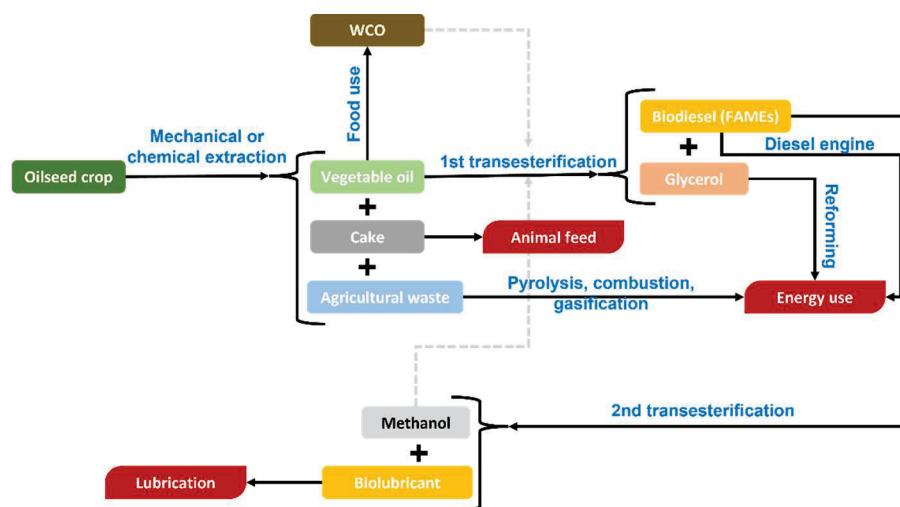 WCO
Food use
Mechanical or
chemical extraction
Oilseed crop
Vegetable oil
+
Cake
+
Agricultural waste
1st transesterification
Biodiesel (FAMEs)
+
Glycerol
Diesel engine
Reforming
Animal feed
Pyrolysis, combustion,
gasification
Energy use
2nd transesterification
Methanol
+
Biolubricant
Lubrication